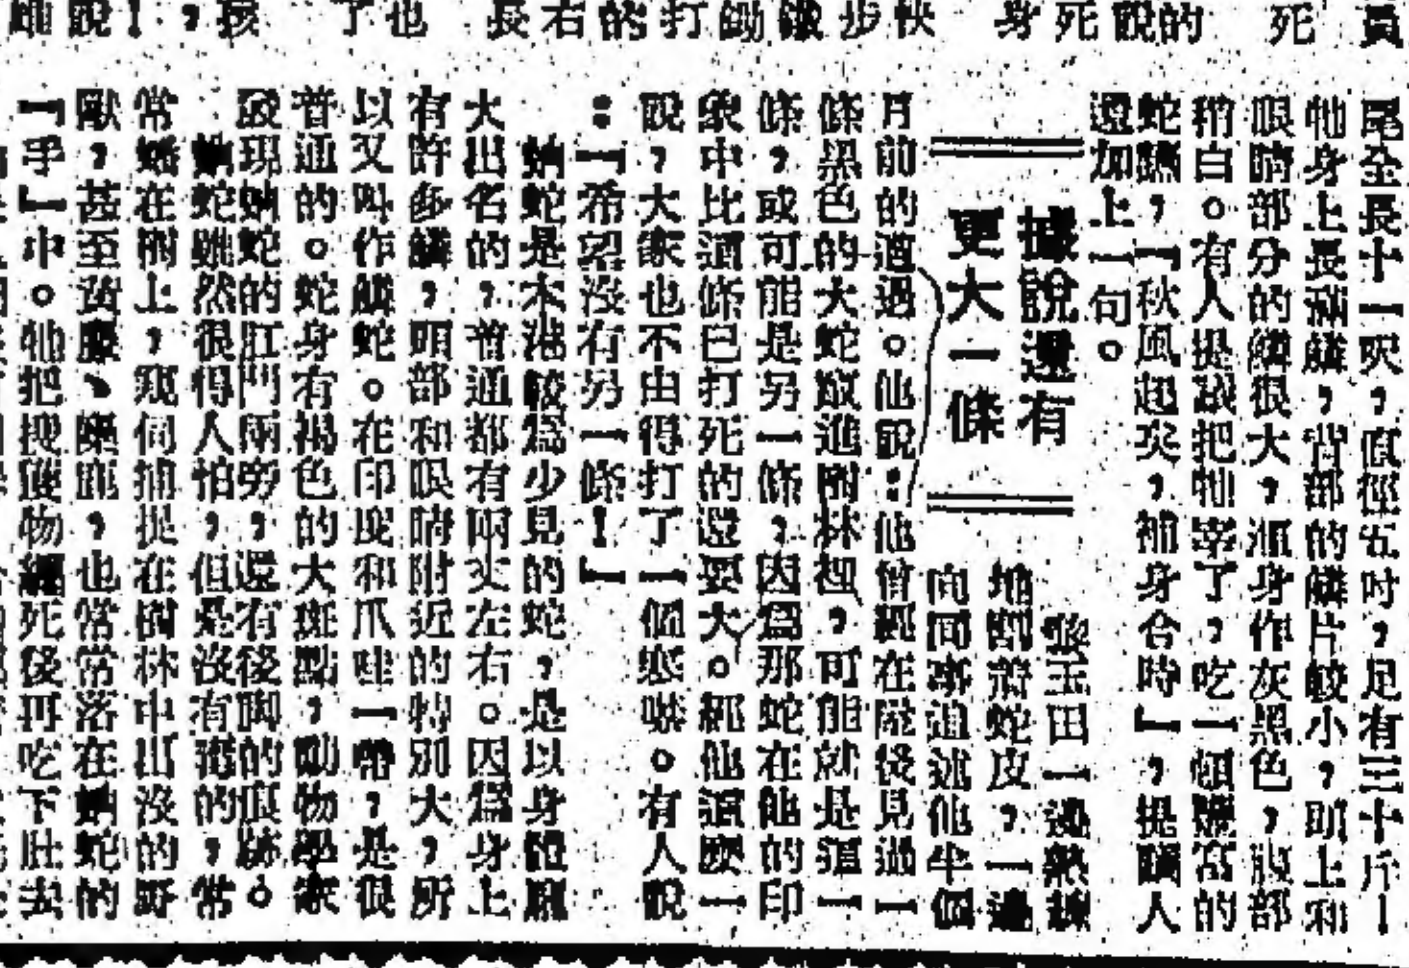 尾全長十一呎，直徑五吋，足有三十斤！
牠身上長滿鱗，背部的鱗片較小，頭上和
眼睛部分的鱗很大，渾身作灰黑色，腹部
稍白。有人提議把牠宰了，吃一頓豐富的
蛇羹，「秋風起矣，補身合時」，提議人
還加上一句。
據說還有
更大一條
張玉田一邊熟練
地割着蛇皮，一邊
向同事追述他半個
月前的遭遇。他說：他曾經在屋後見過一
條黑色的大蛇竄進樹林裡，可能就是這一
條，或可能是另一條，因爲那蛇在他的印
象中比這條已打死的還要大。經他這麽一
說，大家也不由得打了一個寒噤。有人說
：「希望沒有另一條！」
蚺蛇是本港較爲少見的蛇，是以身體
大出名的，普通都有兩丈左右。因爲身上
有許多鱗，頭部和眼睛附近的特別大，所
以又叫作鱗蛇。在印度和爪哇一帶，是很
普通的。蛇身有褐色的大斑點，動物學家
發現蚺蛇的肛門兩旁，還有後脚的痕跡。
蚺蛇雖然很得人怕，但是沒有毒的，常
常蟠在樹上，窺伺捕捉在樹林中出沒的野
獸，甚至黃麖、麋鹿，也常常落在蚺蛇的
「手」中。牠把捜獲物纏死後再吃下肚去